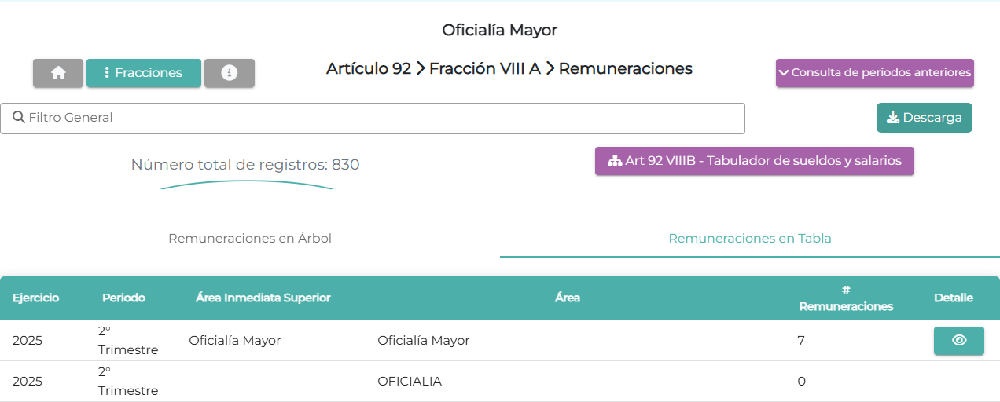 Oficialía Mayor
Fracciones
Artículo 92 > Fracción VIII A > Remuneraciones
Consulta de periodos anteriores
Filtro General
Descarga
Número total de registros: 830
Art 92 VIIIB - Tabulador de sueldos y salarios
Remuneraciones en Árbol
Remuneraciones en Tabla
Ejercicio Periodo Área Inmediata Superior Área # Remuneraciones Detalle
2025 2° Trimestre Oficialía Mayor Oficialía Mayor 7
2025 2° Trimestre OFICIALIA 0